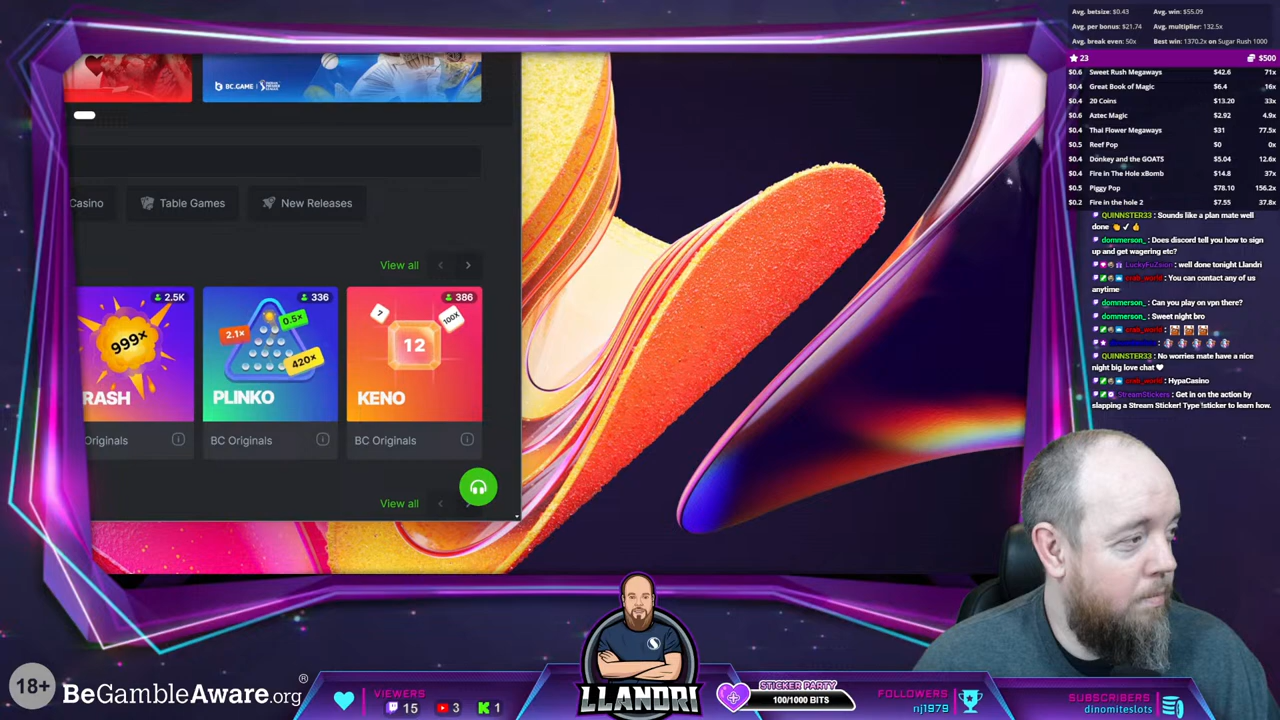 Avg. betsize: $0.43 Avg. win: $55.09
Avg. per bonus: $21.74 Avg. multiplier: 132.5x
Avg. break even: 50x Best win: 1370.2x on Sugar Rush 1000
23 $500
$0.6 Sweet Rush Megaways $42.6 71x
$0.4 Great Book of Magic $6.4 16x
$0.4 20 Coins $13.20 33x
$0.6 Aztec Magic $2.92 4.9x
$0.4 Thai Flower Megaways $31 77.5x
$0.5 Reef Pop $0 0x
$0.4 Donkey and the GOATS $5.04 12.6x
$0.4 Fire in The Hole xBomb $14.8 37x
$0.5 Piggy Pop $78.10 156.2x
$0.2 Fire in the hole 2 $7.55 37.8x
QUINNSTER33: Sounds like a plan mate well
done
dommerson_: Does discord tell you how to sign
up and get wagering etc?
LuckyFuZsion: well done tonight Llandri
crab_world: You can contact any of us
anytime
dommerson_: Can you play on vpn there?
dommerson_: Sweet night bro
crab_world:
QUINNSTER33: No worries mate have a nice
night big love chat
crab_world: HypaCasino
StreamStickers: Get in on the action by
slapping a Stream Sticker! Type !sticker to learn how.
BC.GAME
Casino Table Games New Releases
View all
2.5K 336 386
999x 2.1x 0.5x 420x 7 100X 12
RASH PLINKO KENO
Originals BC Originals BC Originals
View all
18+ BeGambleAware.org®
VIEWERS
15 3 1
LLANDRI
STICKER PARTY
100/1000 BITS
FOLLOWERS
nj1979
SUBSCRIBERS
dinomiteslots